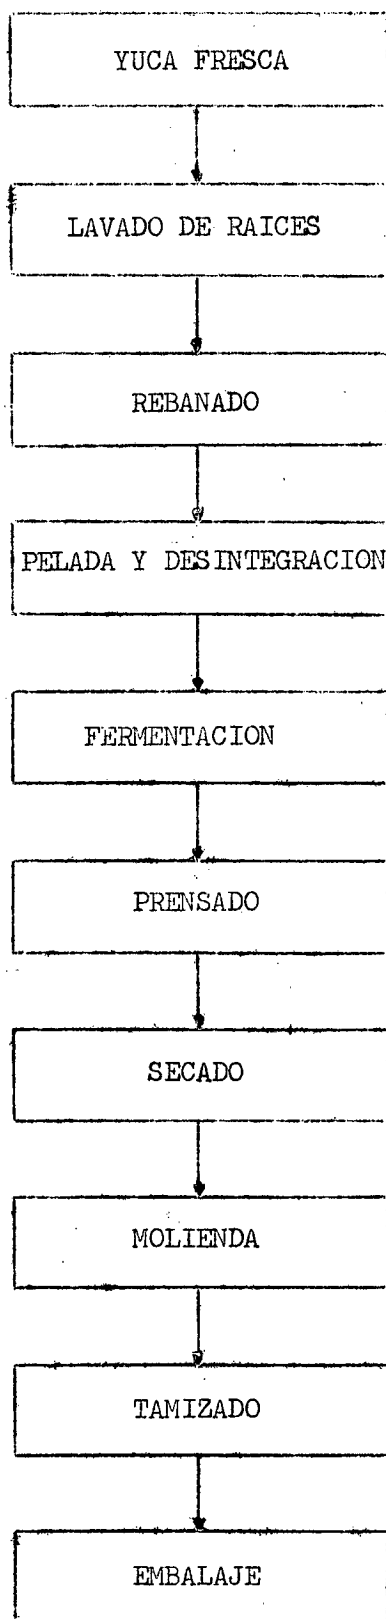 YUCA FRESCA
LAVADO DE RAICES
REBANADO
PELADA Y DESINTEGRACION
FERMENTACION
PRENSADO
SECADO
MOLIENDA
TAMIZADO
EMBALAJE